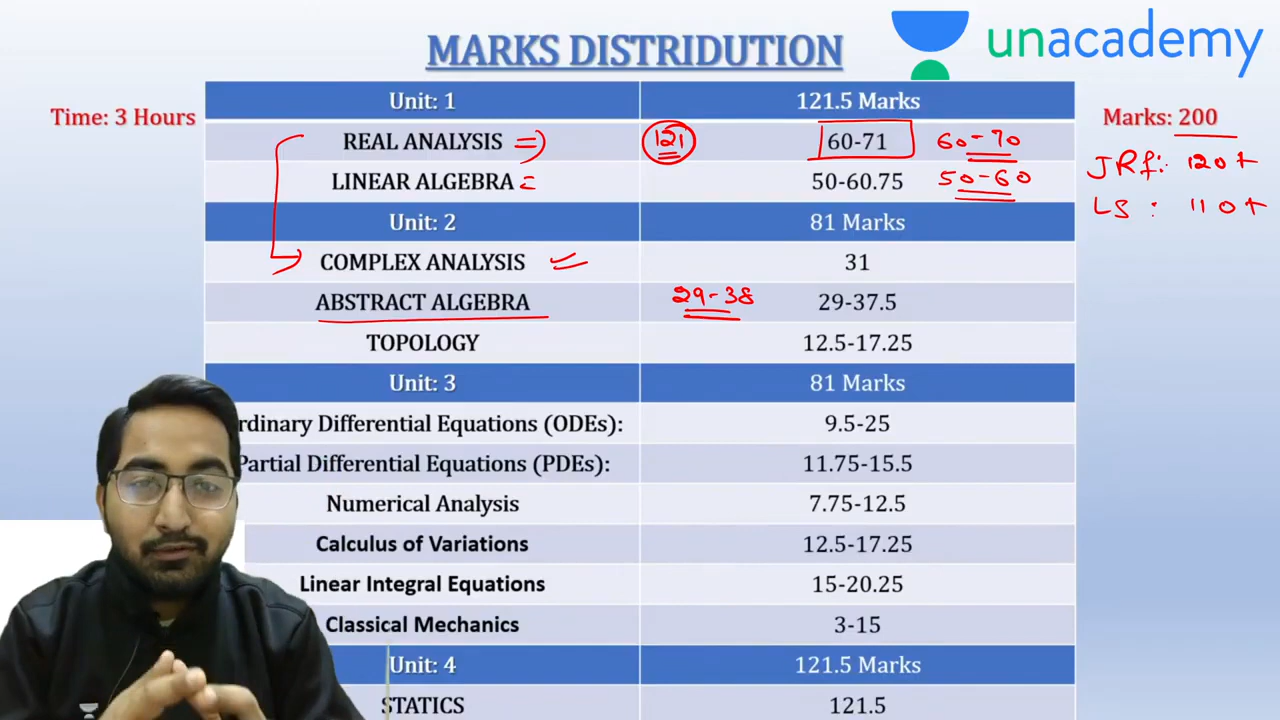 MARKS DISTRIDUTION
unacademy
Time: 3 Hours
Marks: 200
Unit: 1 121.5 Marks
REAL ANALYSIS => 121 60-71 60-70
JRf: 120+
LINEAR ALGEBRA = 50-60.75 50-60
LS : 110+
Unit: 2 81 Marks
COMPLEX ANALYSIS 31
ABSTRACT ALGEBRA 29-38 29-37.5
TOPOLOGY 12.5-17.25
Unit: 3 81 Marks
rdinary Differential Equations (ODEs): 9.5-25
Partial Differential Equations (PDEs): 11.75-15.5
Numerical Analysis 7.75-12.5
Calculus of Variations 12.5-17.25
Linear Integral Equations 15-20.25
Classical Mechanics 3-15
Unit: 4 121.5 Marks
STATICS 121.5